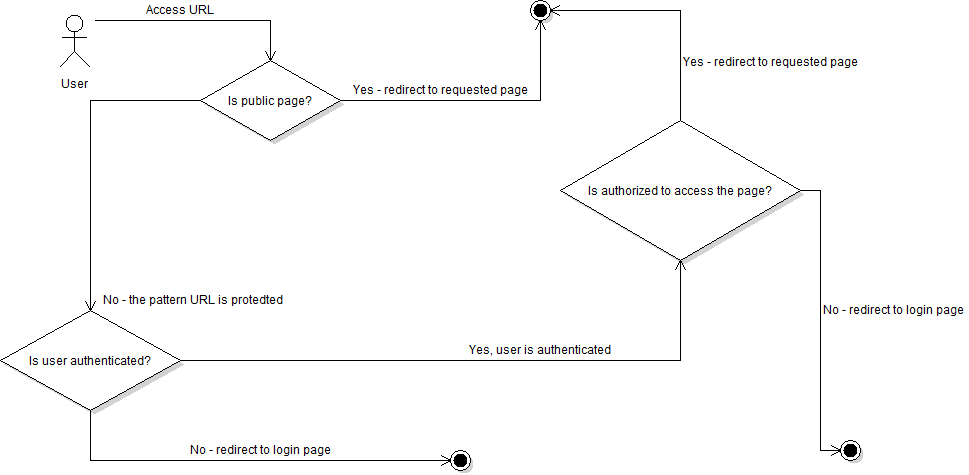 Access URL
User
Is public page?
Yes - redirect to requested page
Yes - redirect to requested page
Is authorized to access the page?
No - the pattern URL is protedted
No - redirect to login page
Is user authenticated?
Yes, user is authenticated
No - redirect to login page